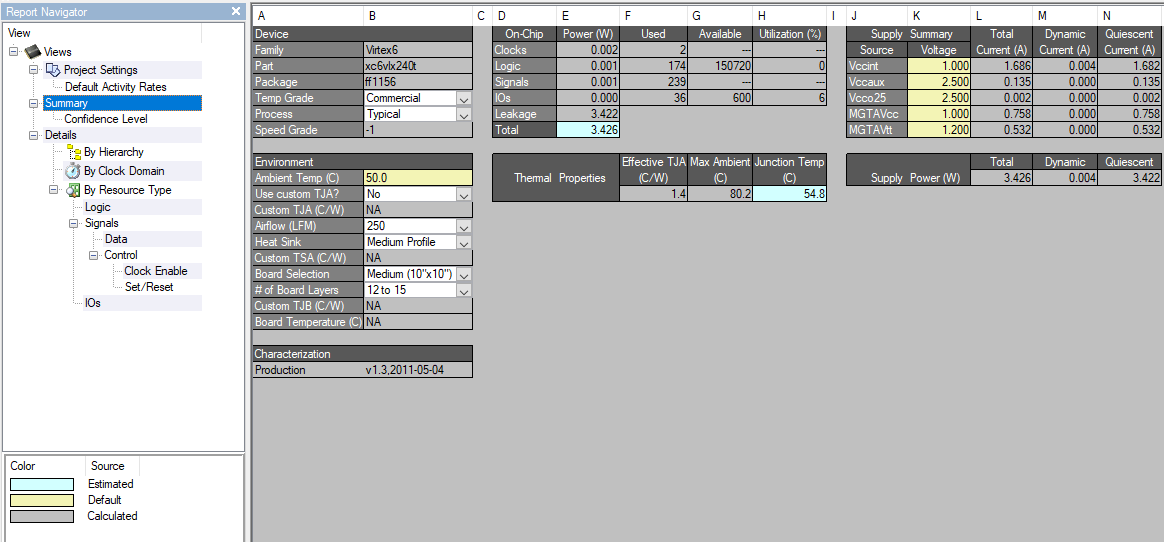 Report Navigator
View
Views
Project Settings
Default Activity Rates
Summary
Confidence Level
Details
By Hierarchy
By Clock Domain
By Resource Type
Logic
Signals
Data
Control
Clock Enable
Set/Reset
IOs
Color Source
Estimated
Default
Calculated
A B C D E F G H I J K L M N
Device
Family Virtex6
Part xc6vlx240t
Package ff1156
Temp Grade Commercial
Process Typical
Speed Grade -1
Environment
Ambient Temp (C) 50.0
Use custom TJA? No
Custom TJA (C/W) NA
Airflow (LFM) 250
Heat Sink Medium Profile
Custom TSA (C/W) NA
Board Selection Medium (10"x10")
# of Board Layers 12 to 15
Custom TJB (C/W) NA
Board Temperature (C) NA
Characterization
Production v1.3,2011-05-04
On-Chip Power (W) Used Available Utilization (%)
Clocks 0.002 2 --- ---
Logic 0.001 174 150720 0
Signals 0.001 239 --- ---
IOs 0.000 36 600 6
Leakage 3.422
Total 3.426
Effective TJA Max Ambient Junction Temp
Thermal Properties (C/W) (C) (C)
1.4 80.2 54.8
Supply Summary Total Dynamic Quiescent
Source Voltage Current (A) Current (A) Current (A)
Vccint 1.000 1.686 0.004 1.682
Vccaux 2.500 0.135 0.000 0.135
Vcco25 2.500 0.002 0.000 0.002
MGTAVcc 1.000 0.758 0.000 0.758
MGTAVtt 1.200 0.532 0.000 0.532
Total Dynamic Quiescent
Supply Power (W) 3.426 0.004 3.422